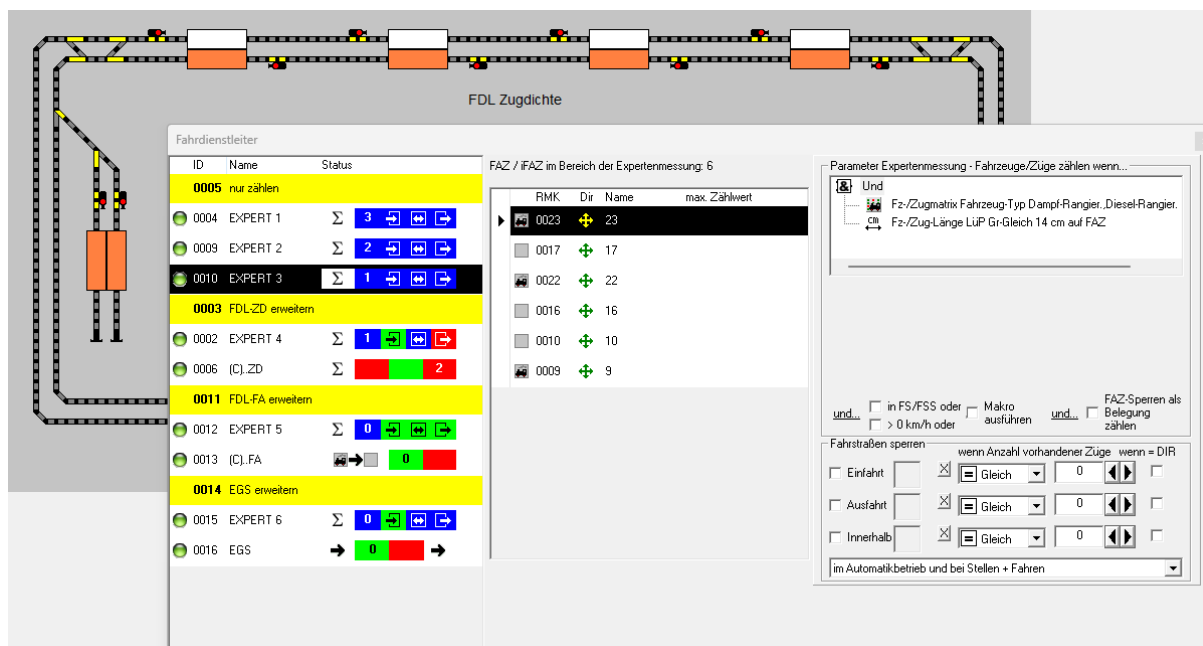 FDL Zugdichte
Fahrdienstleiter
ID Name Status
0005 nur zählen
0004 EXPERT 1 Σ 3
0009 EXPERT 2 Σ 2
0010 EXPERT 3 Σ 1
0003 FDL-ZD erweitern
0002 EXPERT 4 Σ 1
0006 (C)..ZD Σ 2
0011 FDL-FA erweitern
0012 EXPERT 5 Σ 0
0013 (C)..FA 0
0014 EGS erweitern
0015 EXPERT 6 Σ 0
0016 EGS 0
FAZ / iFAZ im Bereich der Expertenmessung: 6
RMK Dir Name max. Zählwert
0023 23
0017 17
0022 22
0016 16
0010 10
0009 9
Parameter Expertenmessung - Fahrzeuge/Züge zählen wenn...
& Und
Fz-/Zugmatrix Fahrzeug-Typ Dampf-Rangier.,Diesel-Rangier.
cm Fz-/Zug-Länge LüP Gr-Gleich 14 cm auf FAZ
und... in FS/FSS oder
> 0 km/h oder
Makro
ausführen
und... FAZ-Sperren als
Belegung
zählen
Fahrstraßen sperren
wenn Anzahl vorhandener Züge wenn = DIR
Einfahrt X = Gleich 0
Ausfahrt X = Gleich 0
Innerhalb X = Gleich 0
im Automatikbetrieb und bei Stellen + Fahren